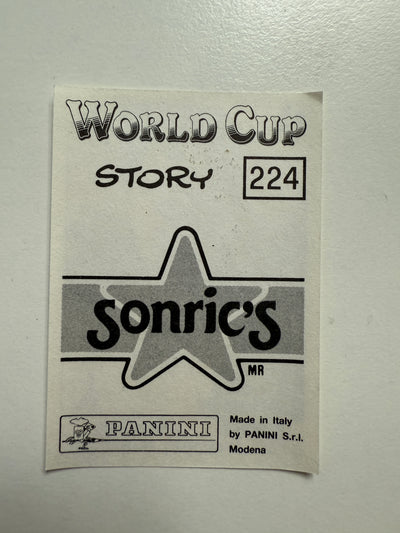 WORLD CUP
STORY 224
Sonric's
MR
PANINI
Made in Italy
by PANINI S.r.l.
Modena